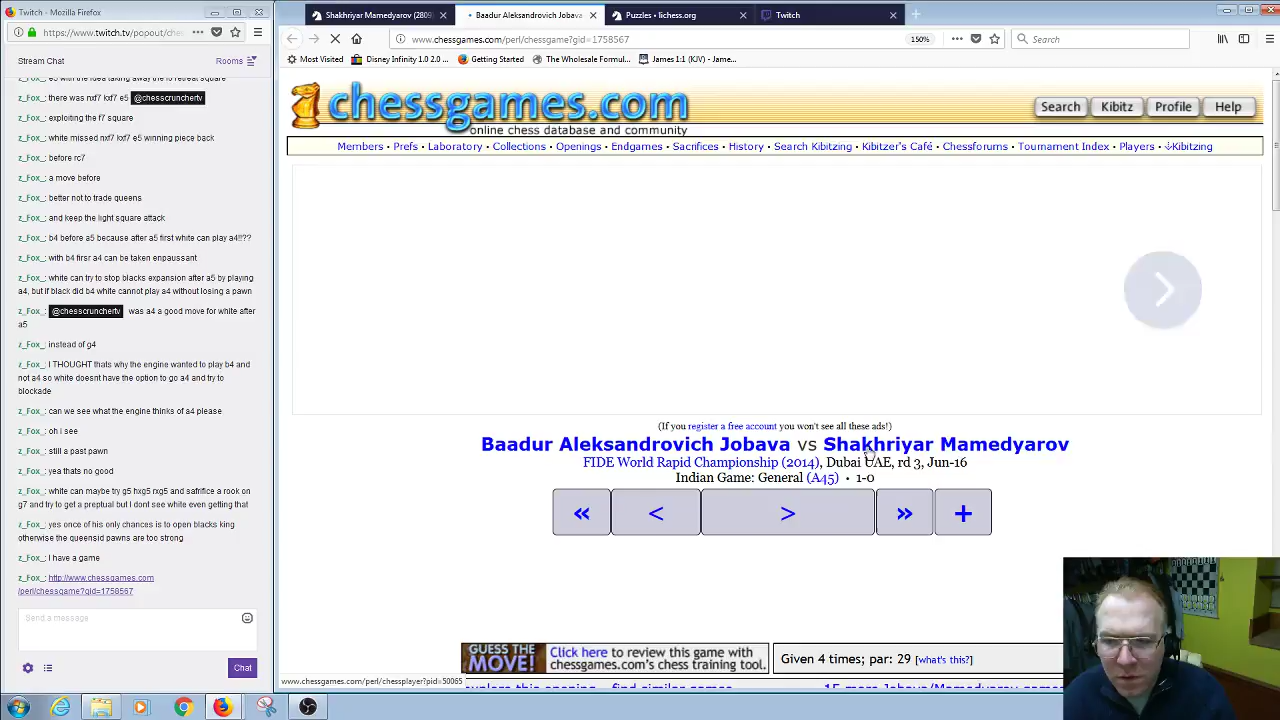 Twitch - Mozilla Firefox
https://www.twitch.tv/popout/che
Stream Chat
Rooms
z_Fox_: there was nxf7 kxf7 e5 @chesscrunchertv
z_Fox_: exploiting the f7 square
z_Fox_: white missed nxf7 kxf7 e5 winning piece back
z_Fox_: before rc7
z_Fox_: a move before
z_Fox_: better not to trade queens
z_Fox_: and keep the light square attack
z_Fox_: b4 before a5 because after a5 first white can play a4!!??
z_Fox_: with b4 firsr a4 can be taken enpaussant
z_Fox_: white can try to stop blacks expansion after a5 by playing
a4, but if black did b4 white cannot play a4 without losing a pawn
z_Fox_: @chesscrunchertv was a4 a good move for white after
a5
z_Fox_: instead of g4
z_Fox_: I THOUGHT thats why the engine wanted to play b4 and
not a4 so white doesnt have the option to go a4 and try to
blockade
z_Fox_: can we see what the engine thinks of a4 please
z_Fox_: oh i see
z_Fox_: still a past pawn
z_Fox_: yea thats no good
z_Fox_: white can maybe try g5 hxg5 nxg5 and safrifice a rook on
g7 and try to get a preptual but I dont see white even getting that
z_Fox_: yes once of his only chances is to open blacks king
otherwise the queensid pawns are too strong
z_Fox_: I have a game
z_Fox_: http://www.chessgames.com
/perl/chessgame?gid=1758567
Send a message
Chat
Shakhriyar Mamedyarov (2809)
Baadur Aleksandrovich Jobava
Puzzles • lichess.org
Twitch
www.chessgames.com/perl/chessgame?gid=1758567
150%
Search
Most Visited
Disney Infinity 1.0 2.0 ...
Getting Started
The Wholesale Formul...
James 1:1 (KJV) - Jame...
chessgames.com
online chess database and community
Search
Kibitz
Profile
Help
Members • Prefs • Laboratory • Collections • Openings • Endgames • Sacrifices • History • Search Kibitzing • Kibitzer's Café • Chessforums • Tournament Index • Players • Kibitzing
(If you register a free account you won't see all these ads!)
Baadur Aleksandrovich Jobava vs Shakhriyar Mamedyarov
FIDE World Rapid Championship (2014), Dubai UAE, rd 3, Jun-16
Indian Game: General (A45) • 1-0
« < > » +
GUESS THE MOVE!
Click here to review this game with
chessgames.com's chess training tool.
Given 4 times; par: 29 [what's this?]
www.chessgames.com/perl/chessplayer?pid=50065